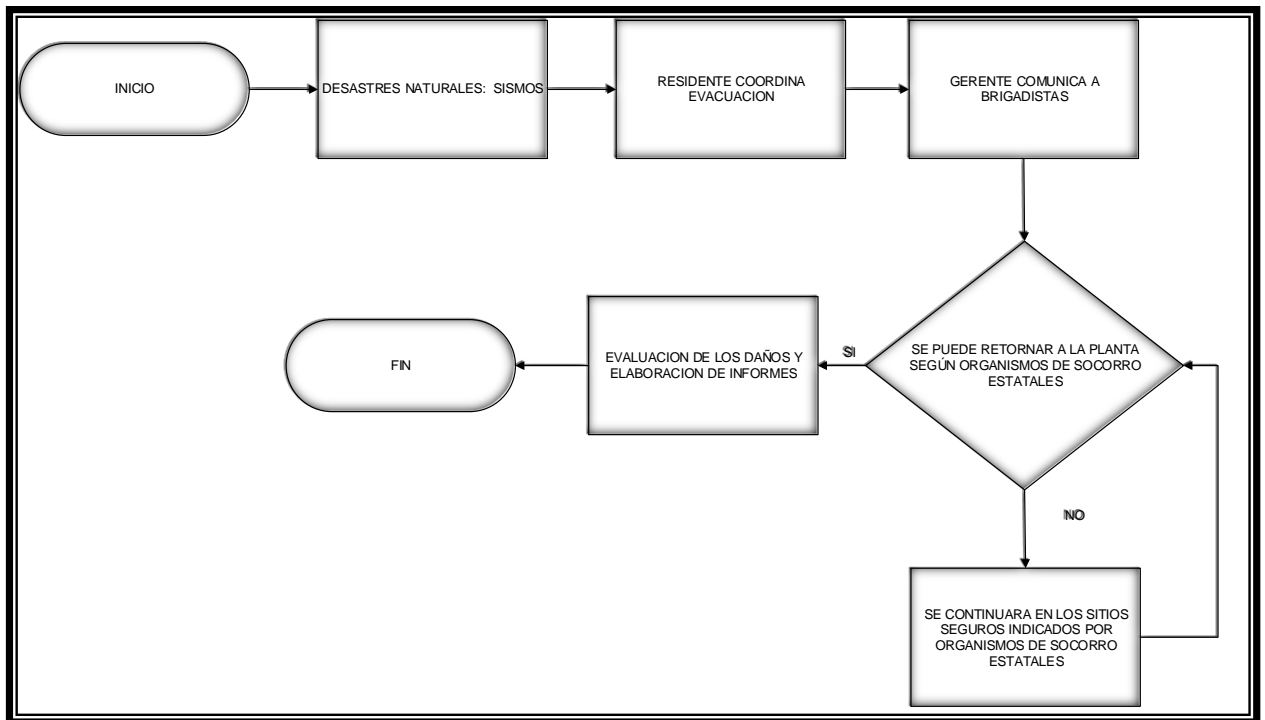 INICIO
DESASTRES NATURALES: SISMOS
RESIDENTE COORDINA
EVACUACION
GERENTE COMUNICA A
BRIGADISTAS
SE PUEDE RETORNAR A LA PLANTA
SEGÚN ORGANISMOS DE SOCORRO
ESTATALES
SI
EVALUACION DE LOS DAÑOS Y
ELABORACION DE INFORMES
FIN
NO
SE CONTINUARA EN LOS SITIOS
SEGUROS INDICADOS POR
ORGANISMOS DE SOCORRO
ESTATALES